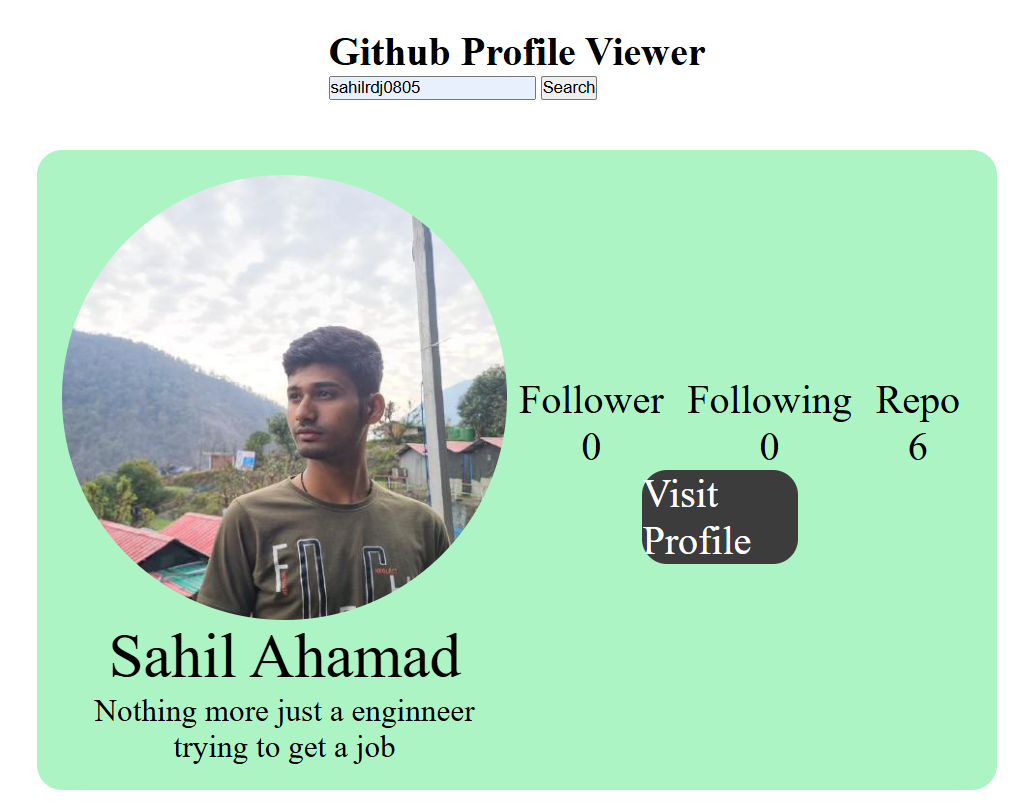 Github Profile Viewer
sahilrdj0805 Search
Follower Following Repo
0 0 6
Visit
Profile
Sahil Ahamad
Nothing more just a enginneer
trying to get a job